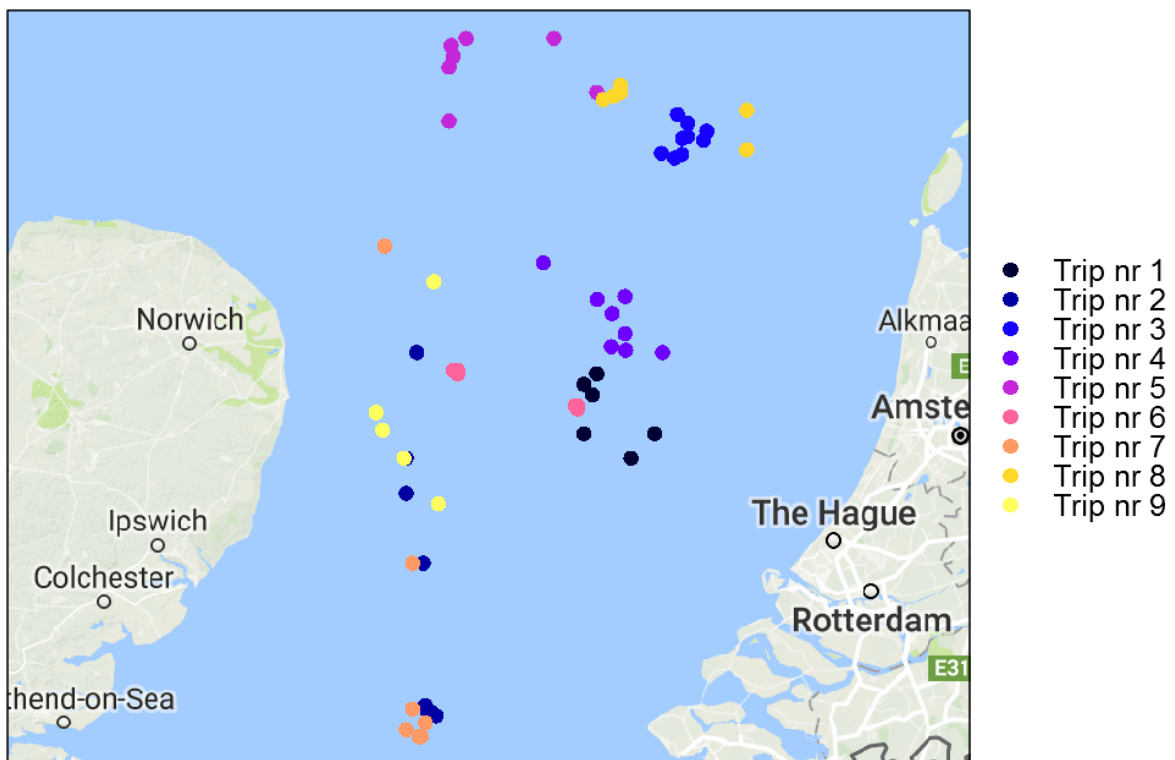 Norwich
Ipswich
Colchester
thend-on-Sea
Alkmaa
E
Amste
The Hague
Rotterdam
E31
Trip nr 1
Trip nr 2
Trip nr 3
Trip nr 4
Trip nr 5
Trip nr 6
Trip nr 7
Trip nr 8
Trip nr 9